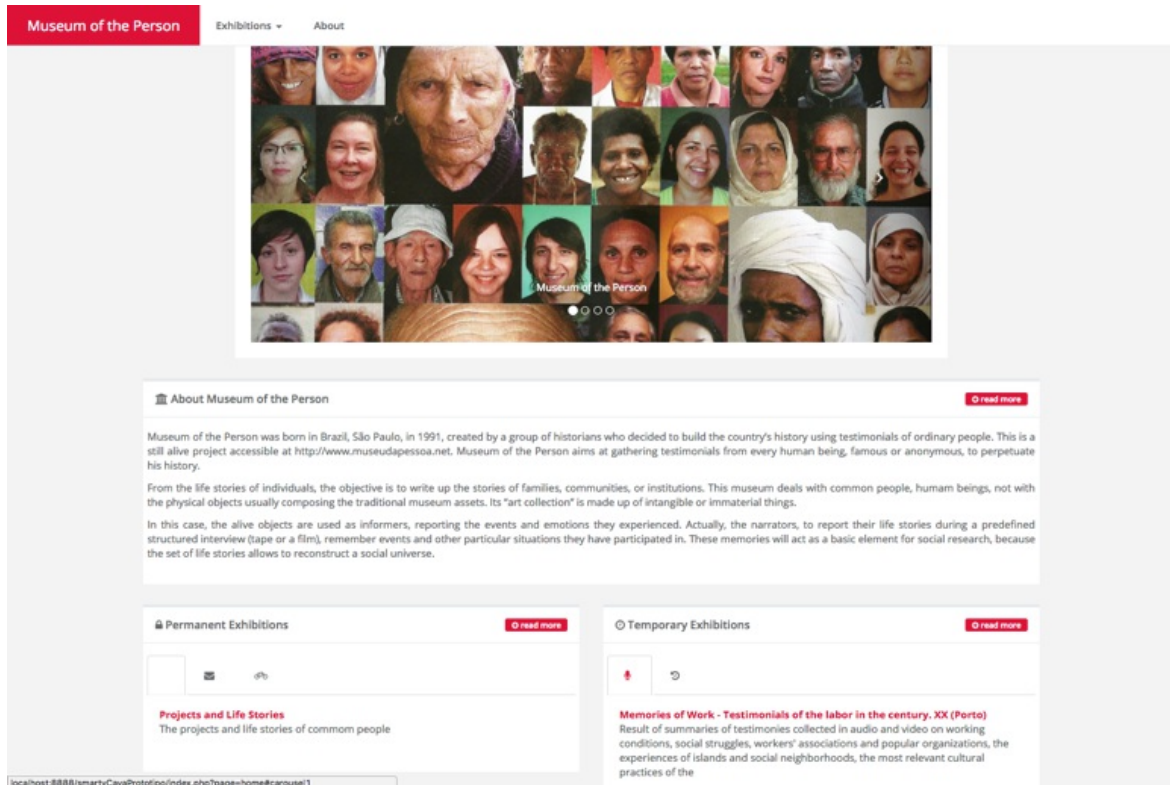 Museum of the Person
Exhibitions
About
Museum of the Person
About Museum of the Person
read more
Museum of the Person was born in Brazil, São Paulo, in 1991, created by a group of historians who decided to build the country's history using testimonials of ordinary people. This is a
still alive project accessible at http://www.museudapessoa.net. Museum of the Person aims at gathering testimonials from every human being, famous or anonymous, to perpetuate
his history.
From the life stories of individuals, the objective is to write up the stories of families, communities, or institutions. This museum deals with common people, humam beings, not with
the physical objects usually composing the traditional museum assets. Its "art collection" is made up of intangible or immaterial things.
In this case, the alive objects are used as informers, reporting the events and emotions they experienced. Actually, the narrators, to report their life stories during a predefined
structured interview (tape or a film), remember events and other particular situations they have participated in. These memories will act as a basic element for social research, because
the set of life stories allows to reconstruct a social universe.
Permanent Exhibitions
read more
Projects and Life Stories
The projects and life stories of commom people
Temporary Exhibitions
read more
Memories of Work - Testimonials of the labor in the century. XX (Porto)
Result of summaries of testimonies collected in audio and video on working
conditions, social struggles, workers' associations and popular organizations, the
experiences of islands and social neighborhoods, the most relevant cultural
practices of the
localhost:8888/smartyCavaPrototipo/index.php?page=home#carousel1